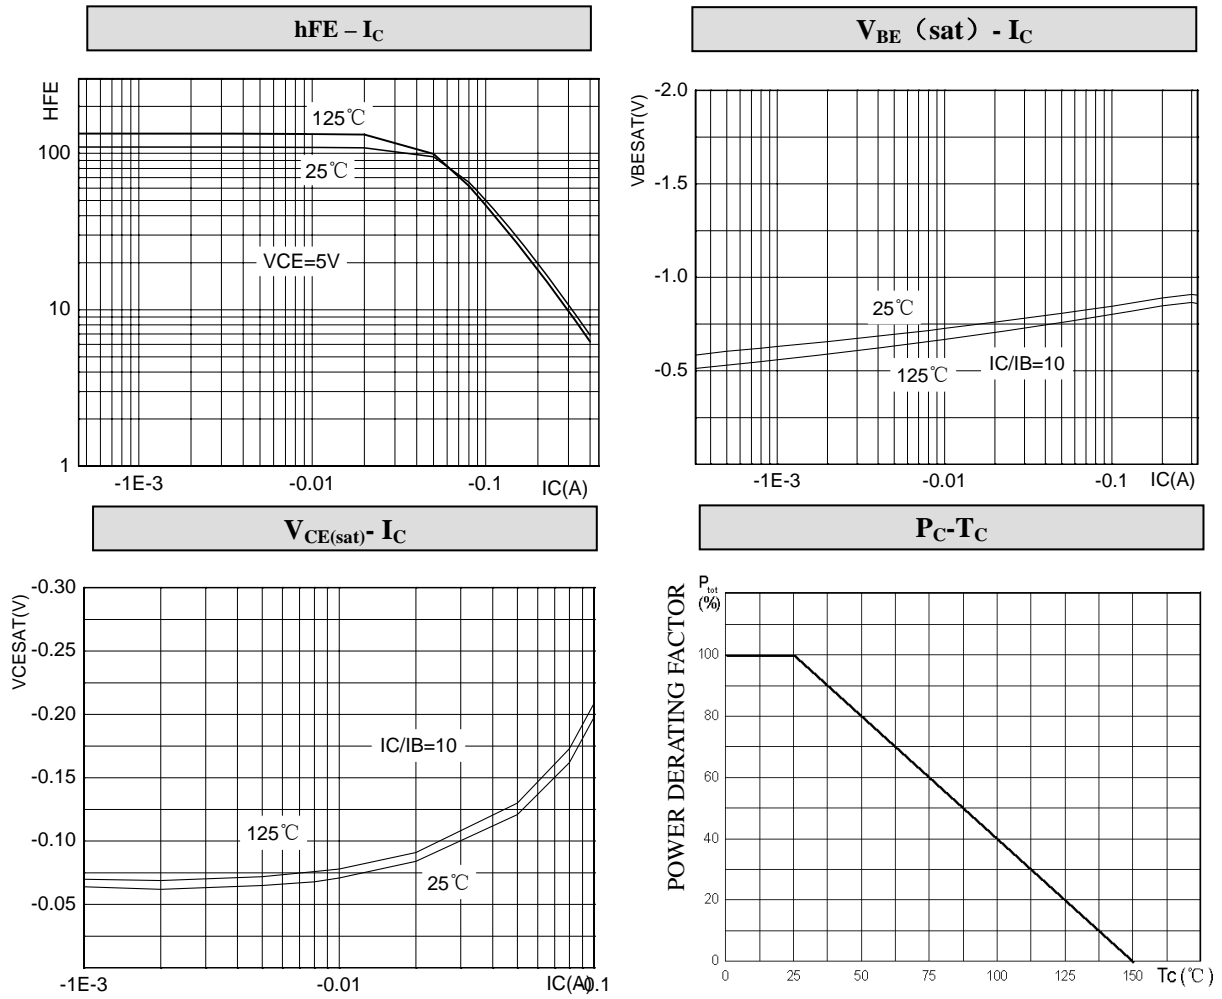 hFE – IC
HFE
125℃
100
25℃
VCE=5V
10
1
-1E-3 -0.01 -0.1 IC(A)
VBE（sat）- IC
VBESAT(V)
-2.0
-1.5
-1.0
25℃
-0.5
125℃
IC/IB=10
-1E-3 -0.01 -0.1 IC(A)
VCE(sat)- IC
VCESAT(V)
-0.30
-0.25
-0.20
IC/IB=10
-0.15
125℃
-0.10
25℃
-0.05
-1E-3 -0.01 IC(A) -0.1
PC-TC
POWER DERATING FACTOR
Ptot
(%)
100
80
60
40
20
0
0 25 50 75 100 125 150 Tc (℃)